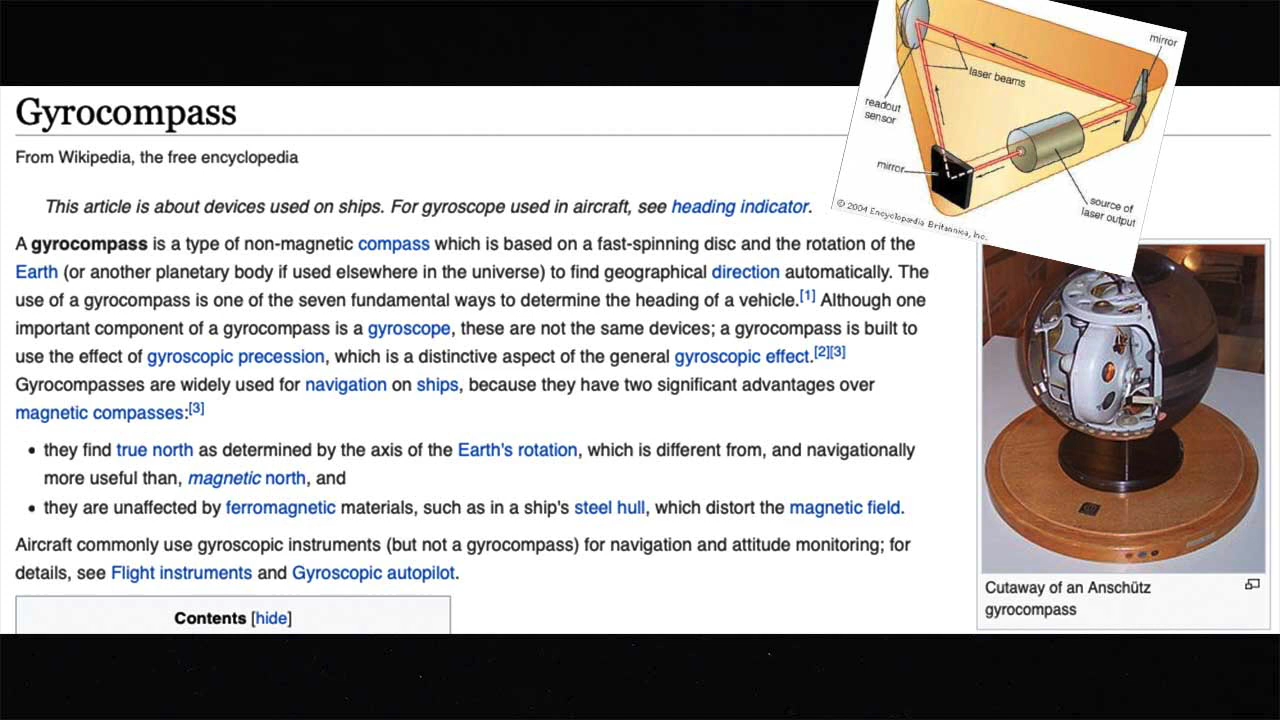 Gyrocompass
From Wikipedia, the free encyclopedia
This article is about devices used on ships. For gyroscope used in aircraft, see heading indicator.
A gyrocompass is a type of non-magnetic compass which is based on a fast-spinning disc and the rotation of the
Earth (or another planetary body if used elsewhere in the universe) to find geographical direction automatically. The
use of a gyrocompass is one of the seven fundamental ways to determine the heading of a vehicle.[1] Although one
important component of a gyrocompass is a gyroscope, these are not the same devices; a gyrocompass is built to
use the effect of gyroscopic precession, which is a distinctive aspect of the general gyroscopic effect.[2][3]
Gyrocompasses are widely used for navigation on ships, because they have two significant advantages over
magnetic compasses:[3]
• they find true north as determined by the axis of the Earth's rotation, which is different from, and navigationally
more useful than, magnetic north, and
• they are unaffected by ferromagnetic materials, such as in a ship's steel hull, which distort the magnetic field.
Aircraft commonly use gyroscopic instruments (but not a gyrocompass) for navigation and attitude monitoring; for
details, see Flight instruments and Gyroscopic autopilot.
Contents [hide]
mirror
laser beams
readout
sensor
mirror
source of
laser output
© 2004 Encyclopædia Britannica, Inc.
Cutaway of an Anschütz
gyrocompass